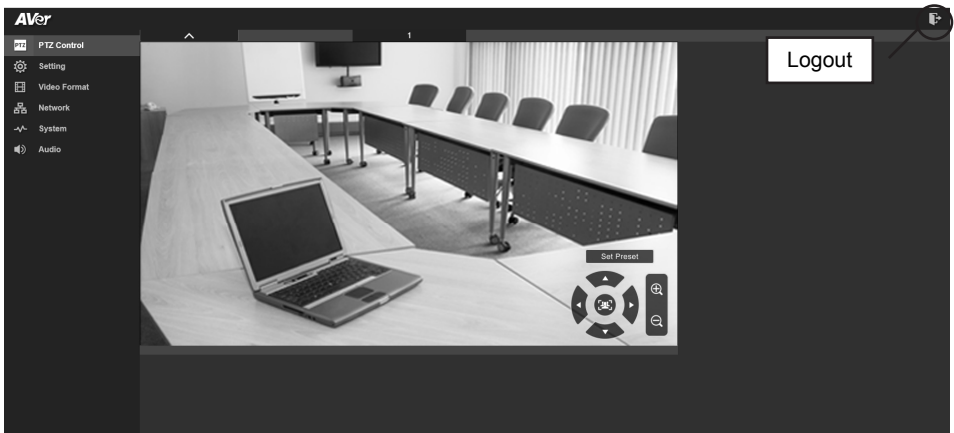 AVer
1
PTZ PTZ Control
Setting
Video Format
Network
System
Audio
Logout
Set Preset